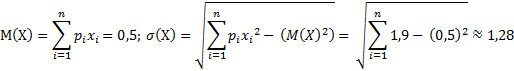 M(X) = ∑_{i=1}^{n} p_i x_i = 0,5; σ(X) = √(∑_{i=1}^{n} p_i x_i² − (M(X)²)) = √(∑_{i=1}^{n} 1,9 − (0,5)²) ≈ 1,28